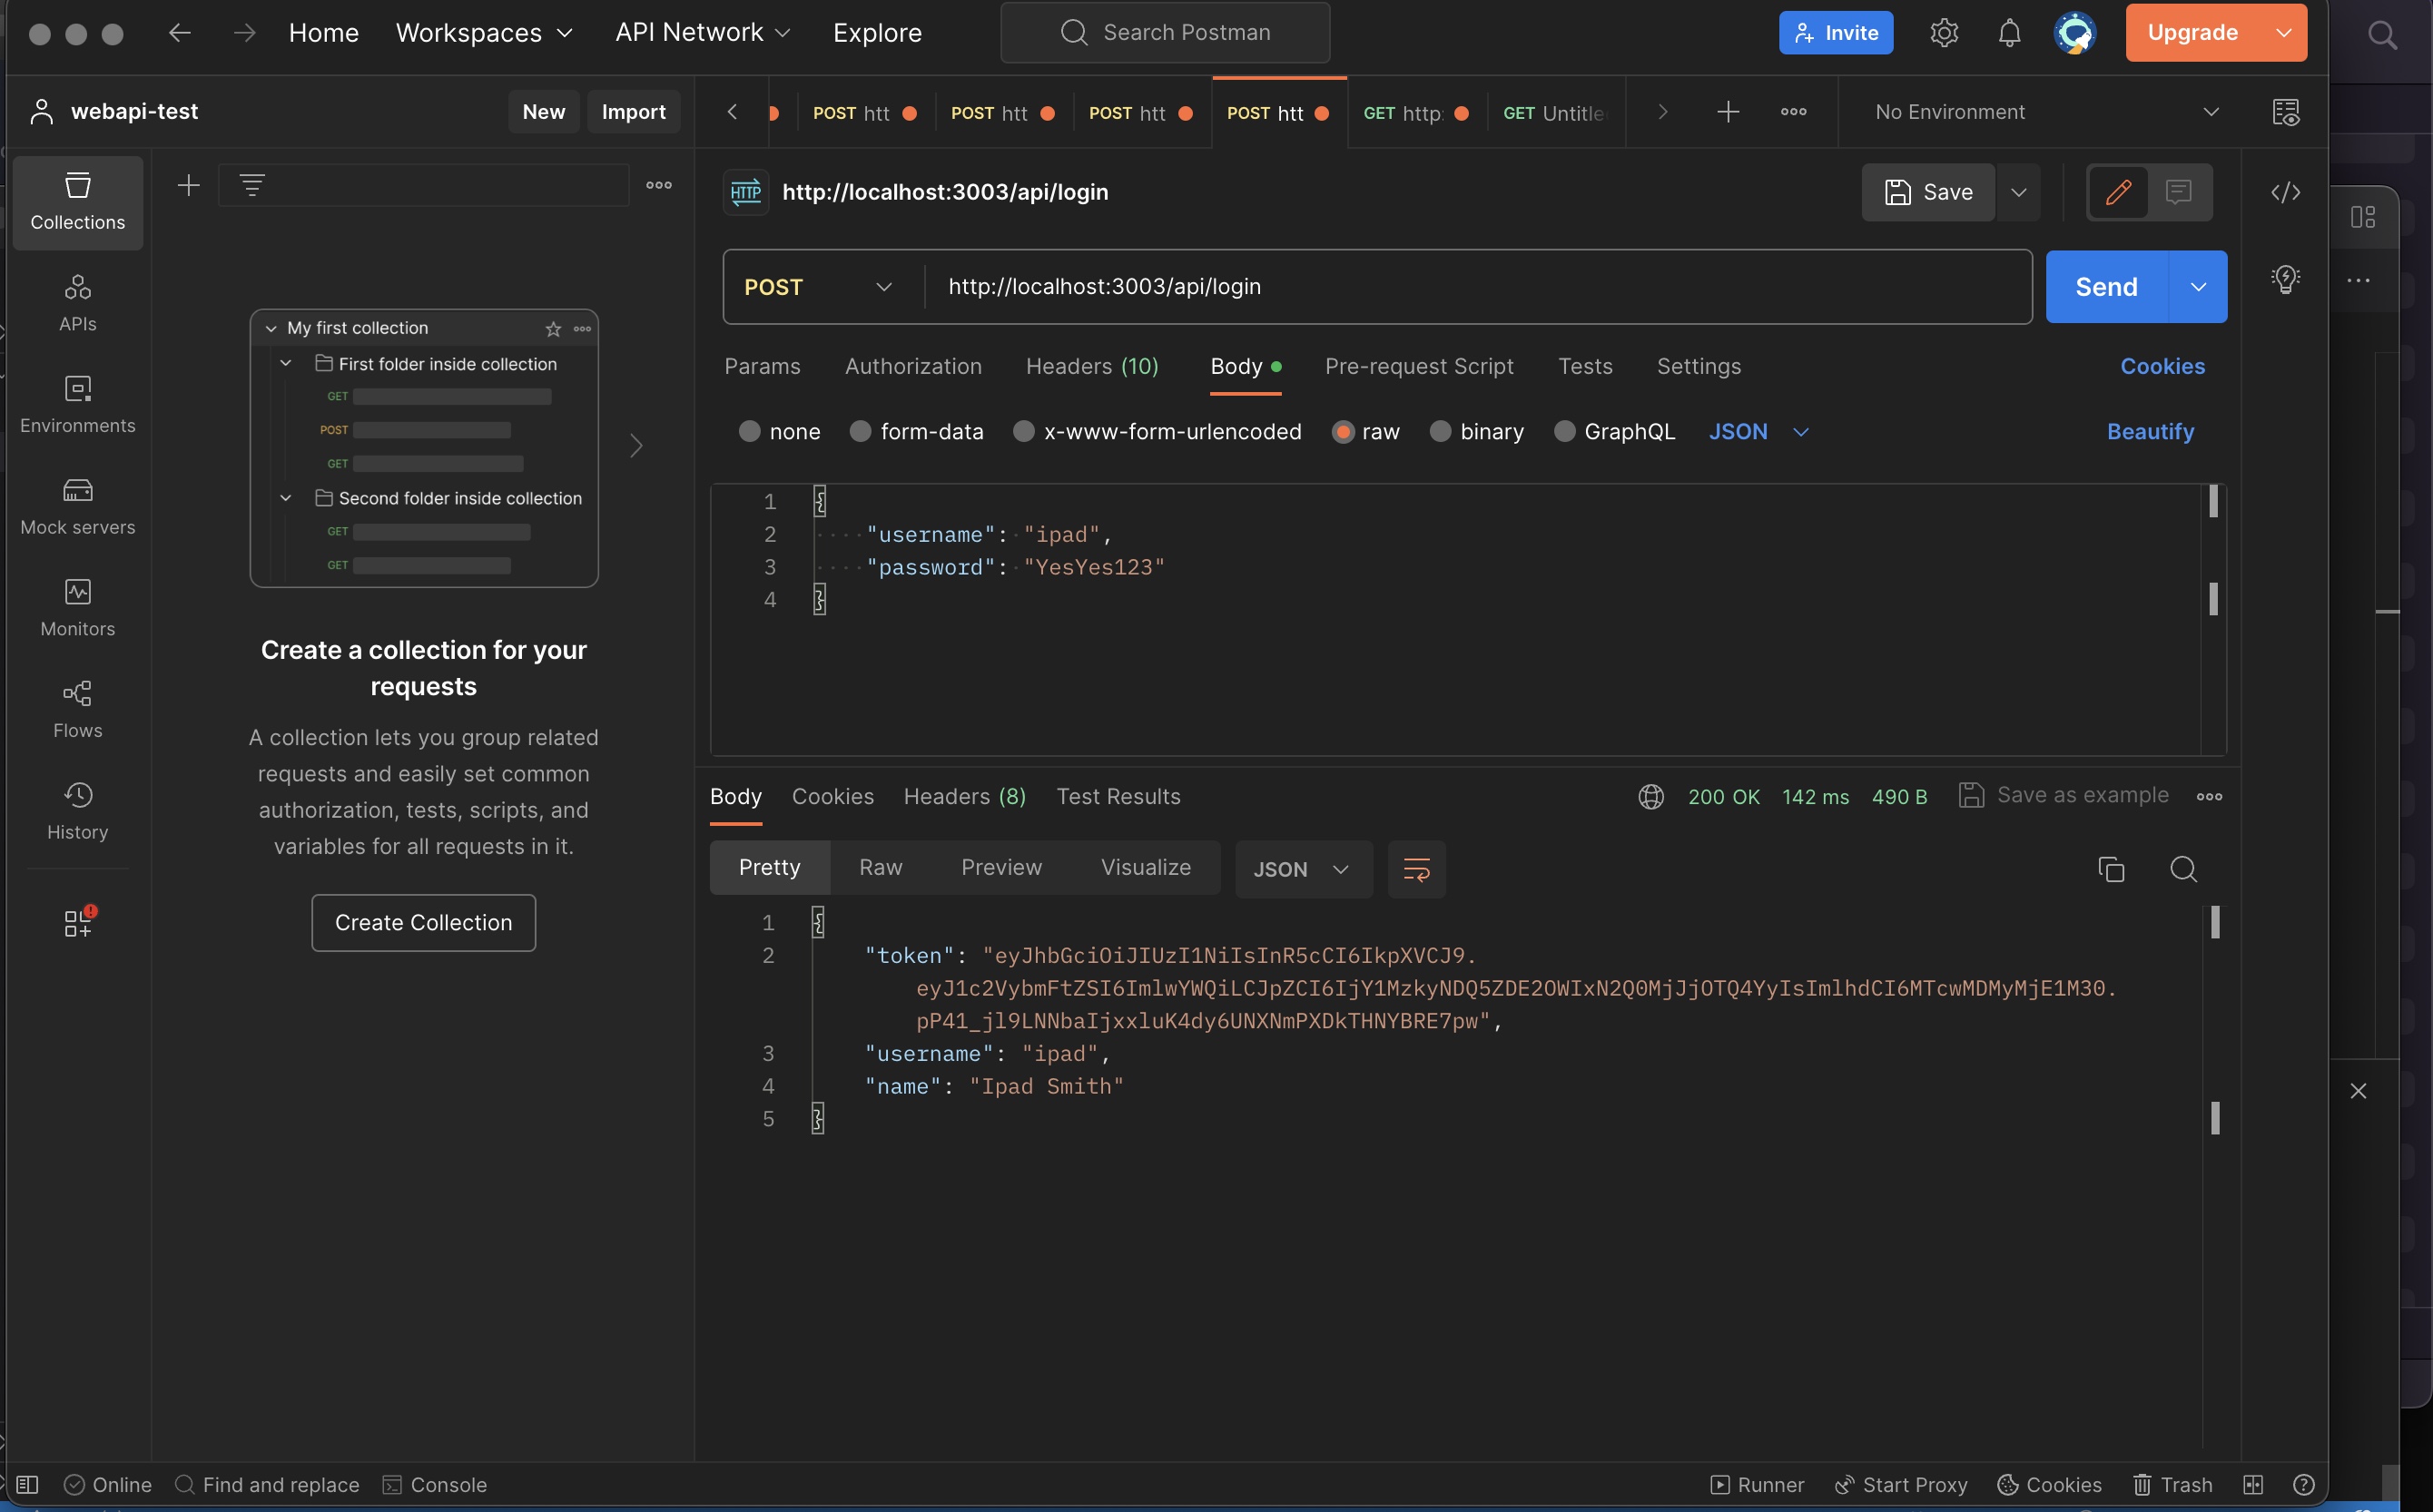 Home Workspaces API Network Explore Search Postman Invite Upgrade
webapi-test New Import
POST htt POST htt POST htt POST htt GET http: GET Untitle No Environment
Collections
APIs
Environments
Mock servers
Monitors
Flows
History
My first collection
First folder inside collection
GET
POST
GET
Second folder inside collection
GET
GET
Create a collection for your
requests
A collection lets you group related
requests and easily set common
authorization, tests, scripts, and
variables for all requests in it.
Create Collection
HTTP http://localhost:3003/api/login Save
POST http://localhost:3003/api/login Send
Params Authorization Headers (10) Body Pre-request Script Tests Settings Cookies
none form-data x-www-form-urlencoded raw binary GraphQL JSON Beautify
1 {
2 "username": "ipad",
3 "password": "YesYes123"
4 }
Body Cookies Headers (8) Test Results 200 OK 142 ms 490 B Save as example
Pretty Raw Preview Visualize JSON
1 {
2 "token": "eyJhbGciOiJIUzI1NiIsInR5cCI6IkpXVCJ9.
eyJ1c2VybmFtZSI6ImlwYWQiLCJpZCI6IjY1MzkyNDQ5ZDE2OWIxN2Q0MjJjOTQ4YyIsImlhdCI6MTcwMDMyMjE1M30.
pP41_jl9LNNbaIjxxluK4dy6UNXNmPXDkTHNYBRE7pw",
3 "username": "ipad",
4 "name": "Ipad Smith"
5 }
Online Find and replace Console Runner Start Proxy Cookies Trash